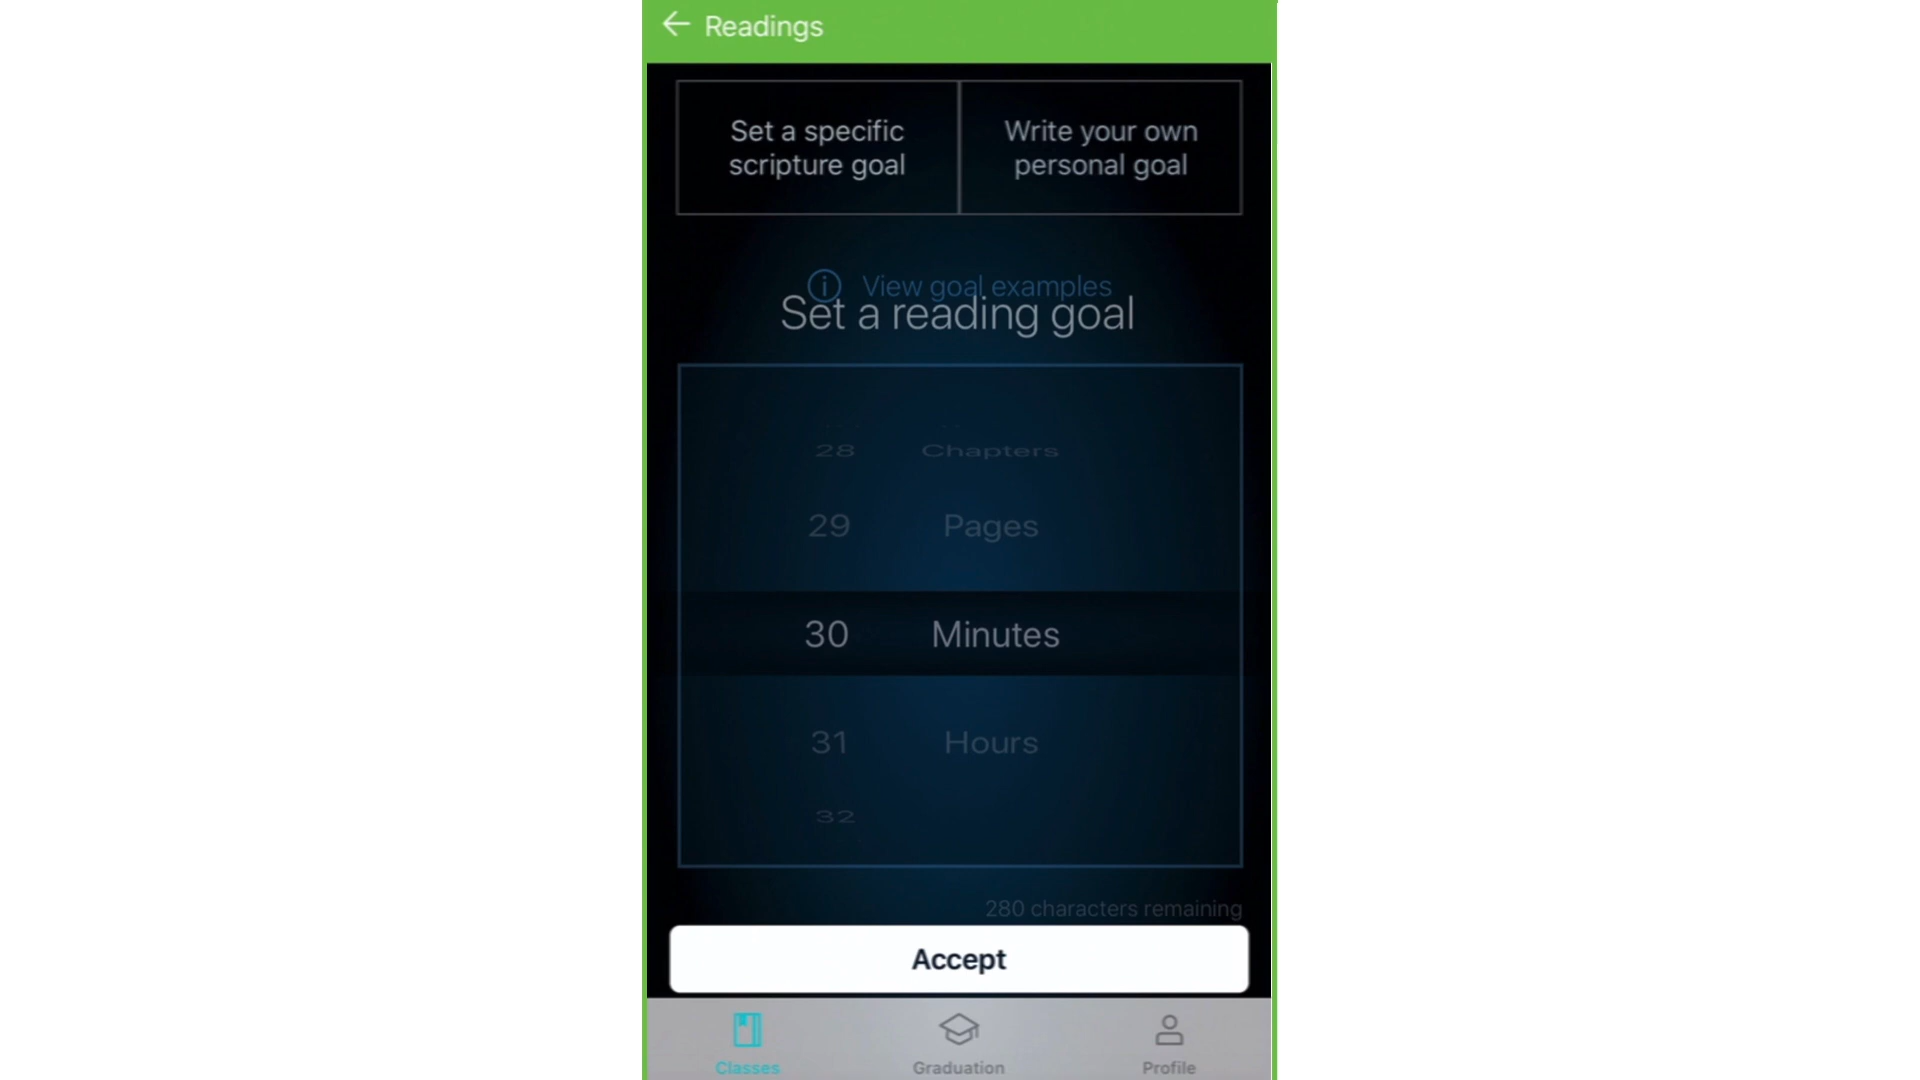 Readings
Set a specific
scripture goal
Write your own
personal goal
View goal examples
Set a reading goal
28 Chapters
29 Pages
30 Minutes
31 Hours
32
280 characters remaining
Accept
Classes
Graduation
Profile